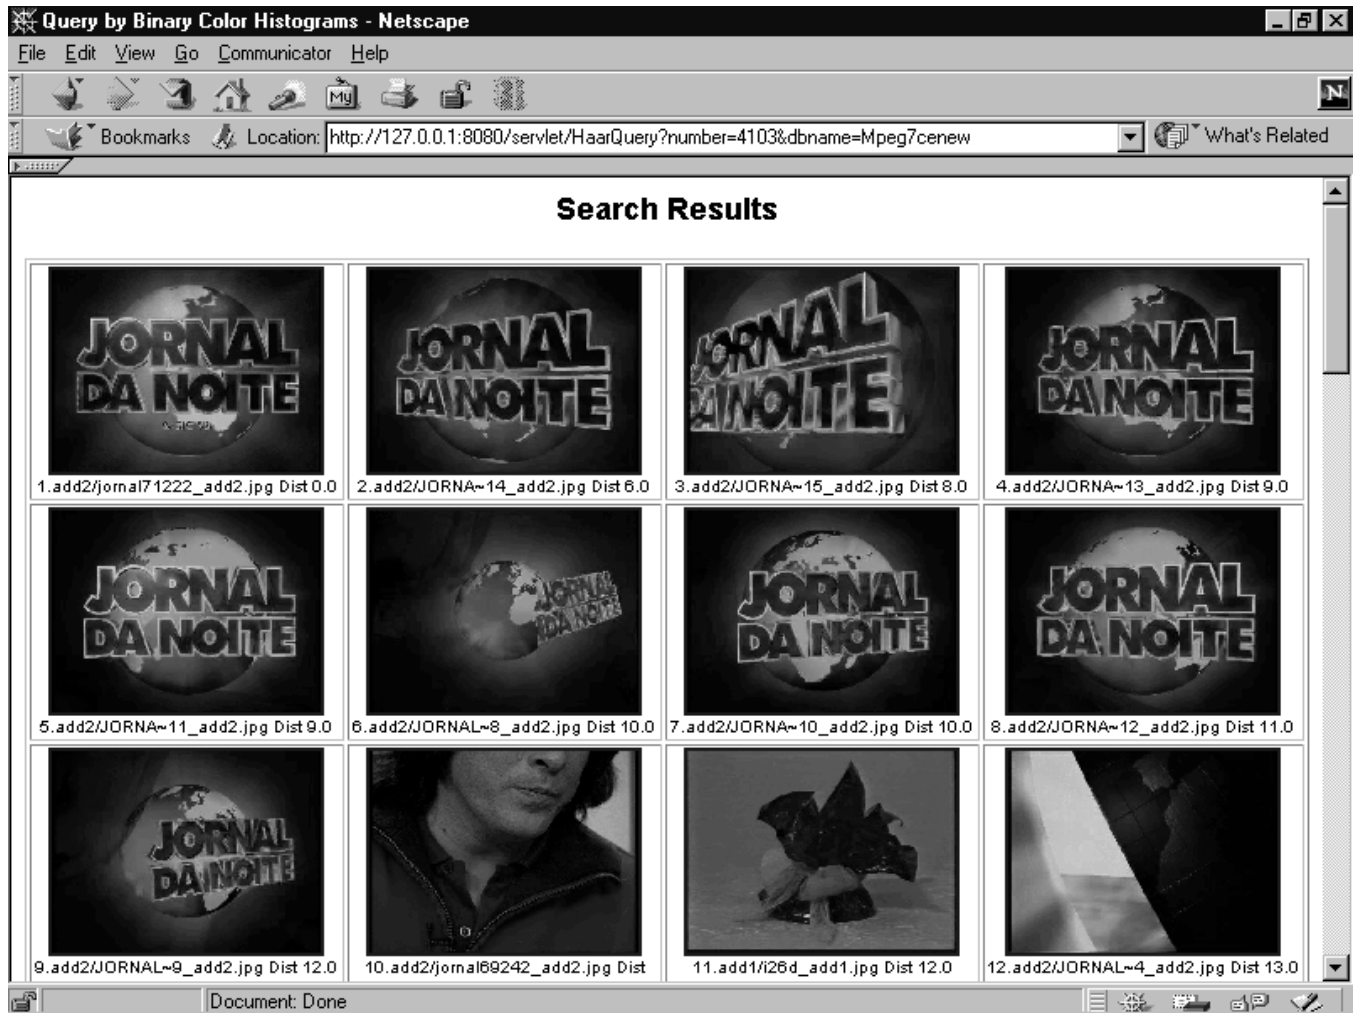 Query by Binary Color Histograms - Netscape
File Edit View Go Communicator Help
My
N
Bookmarks Location: http://127.0.0.1:8080/servlet/HaarQuery?number=4103&dbname=Mpeg7cenew What's Related
Search Results
JORNAL DA NOITE
JORNAL DA NOITE
JORNAL DA NOITE
JORNAL DA NOITE
1.add2/jornal71222_add2.jpg Dist 0.0
2.add2/JORNA~14_add2.jpg Dist 6.0
3.add2/JORNA~15_add2.jpg Dist 8.0
4.add2/JORNA~13_add2.jpg Dist 9.0
JORNAL DA NOITE
JORNAL DA NOITE
JORNAL DA NOITE
JORNAL DA NOITE
5.add2/JORNA~11_add2.jpg Dist 9.0
6.add2/JORNAL~8_add2.jpg Dist 10.0
7.add2/JORNA~10_add2.jpg Dist 10.0
8.add2/JORNA~12_add2.jpg Dist 11.0
JORNAL DA NOITE
9.add2/JORNAL~9_add2.jpg Dist 12.0
10.add2/jornal69242_add2.jpg Dist
11.add1/i26d_add1.jpg Dist 12.0
12.add2/JORNAL~4_add2.jpg Dist 13.0
Document: Done